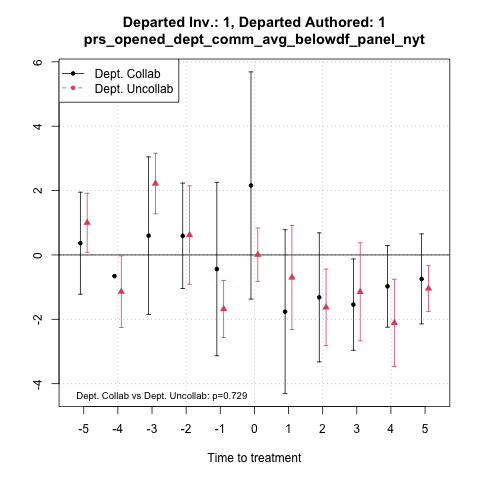 Departed Inv.: 1, Departed Authored: 1
prs_opened_dept_comm_avg_belowdf_panel_nyt
Dept. Collab
Dept. Uncollab
6
4
2
0
-2
-4
Dept. Collab vs Dept. Uncollab: p=0.729
-5 -4 -3 -2 -1 0 1 2 3 4 5
Time to treatment